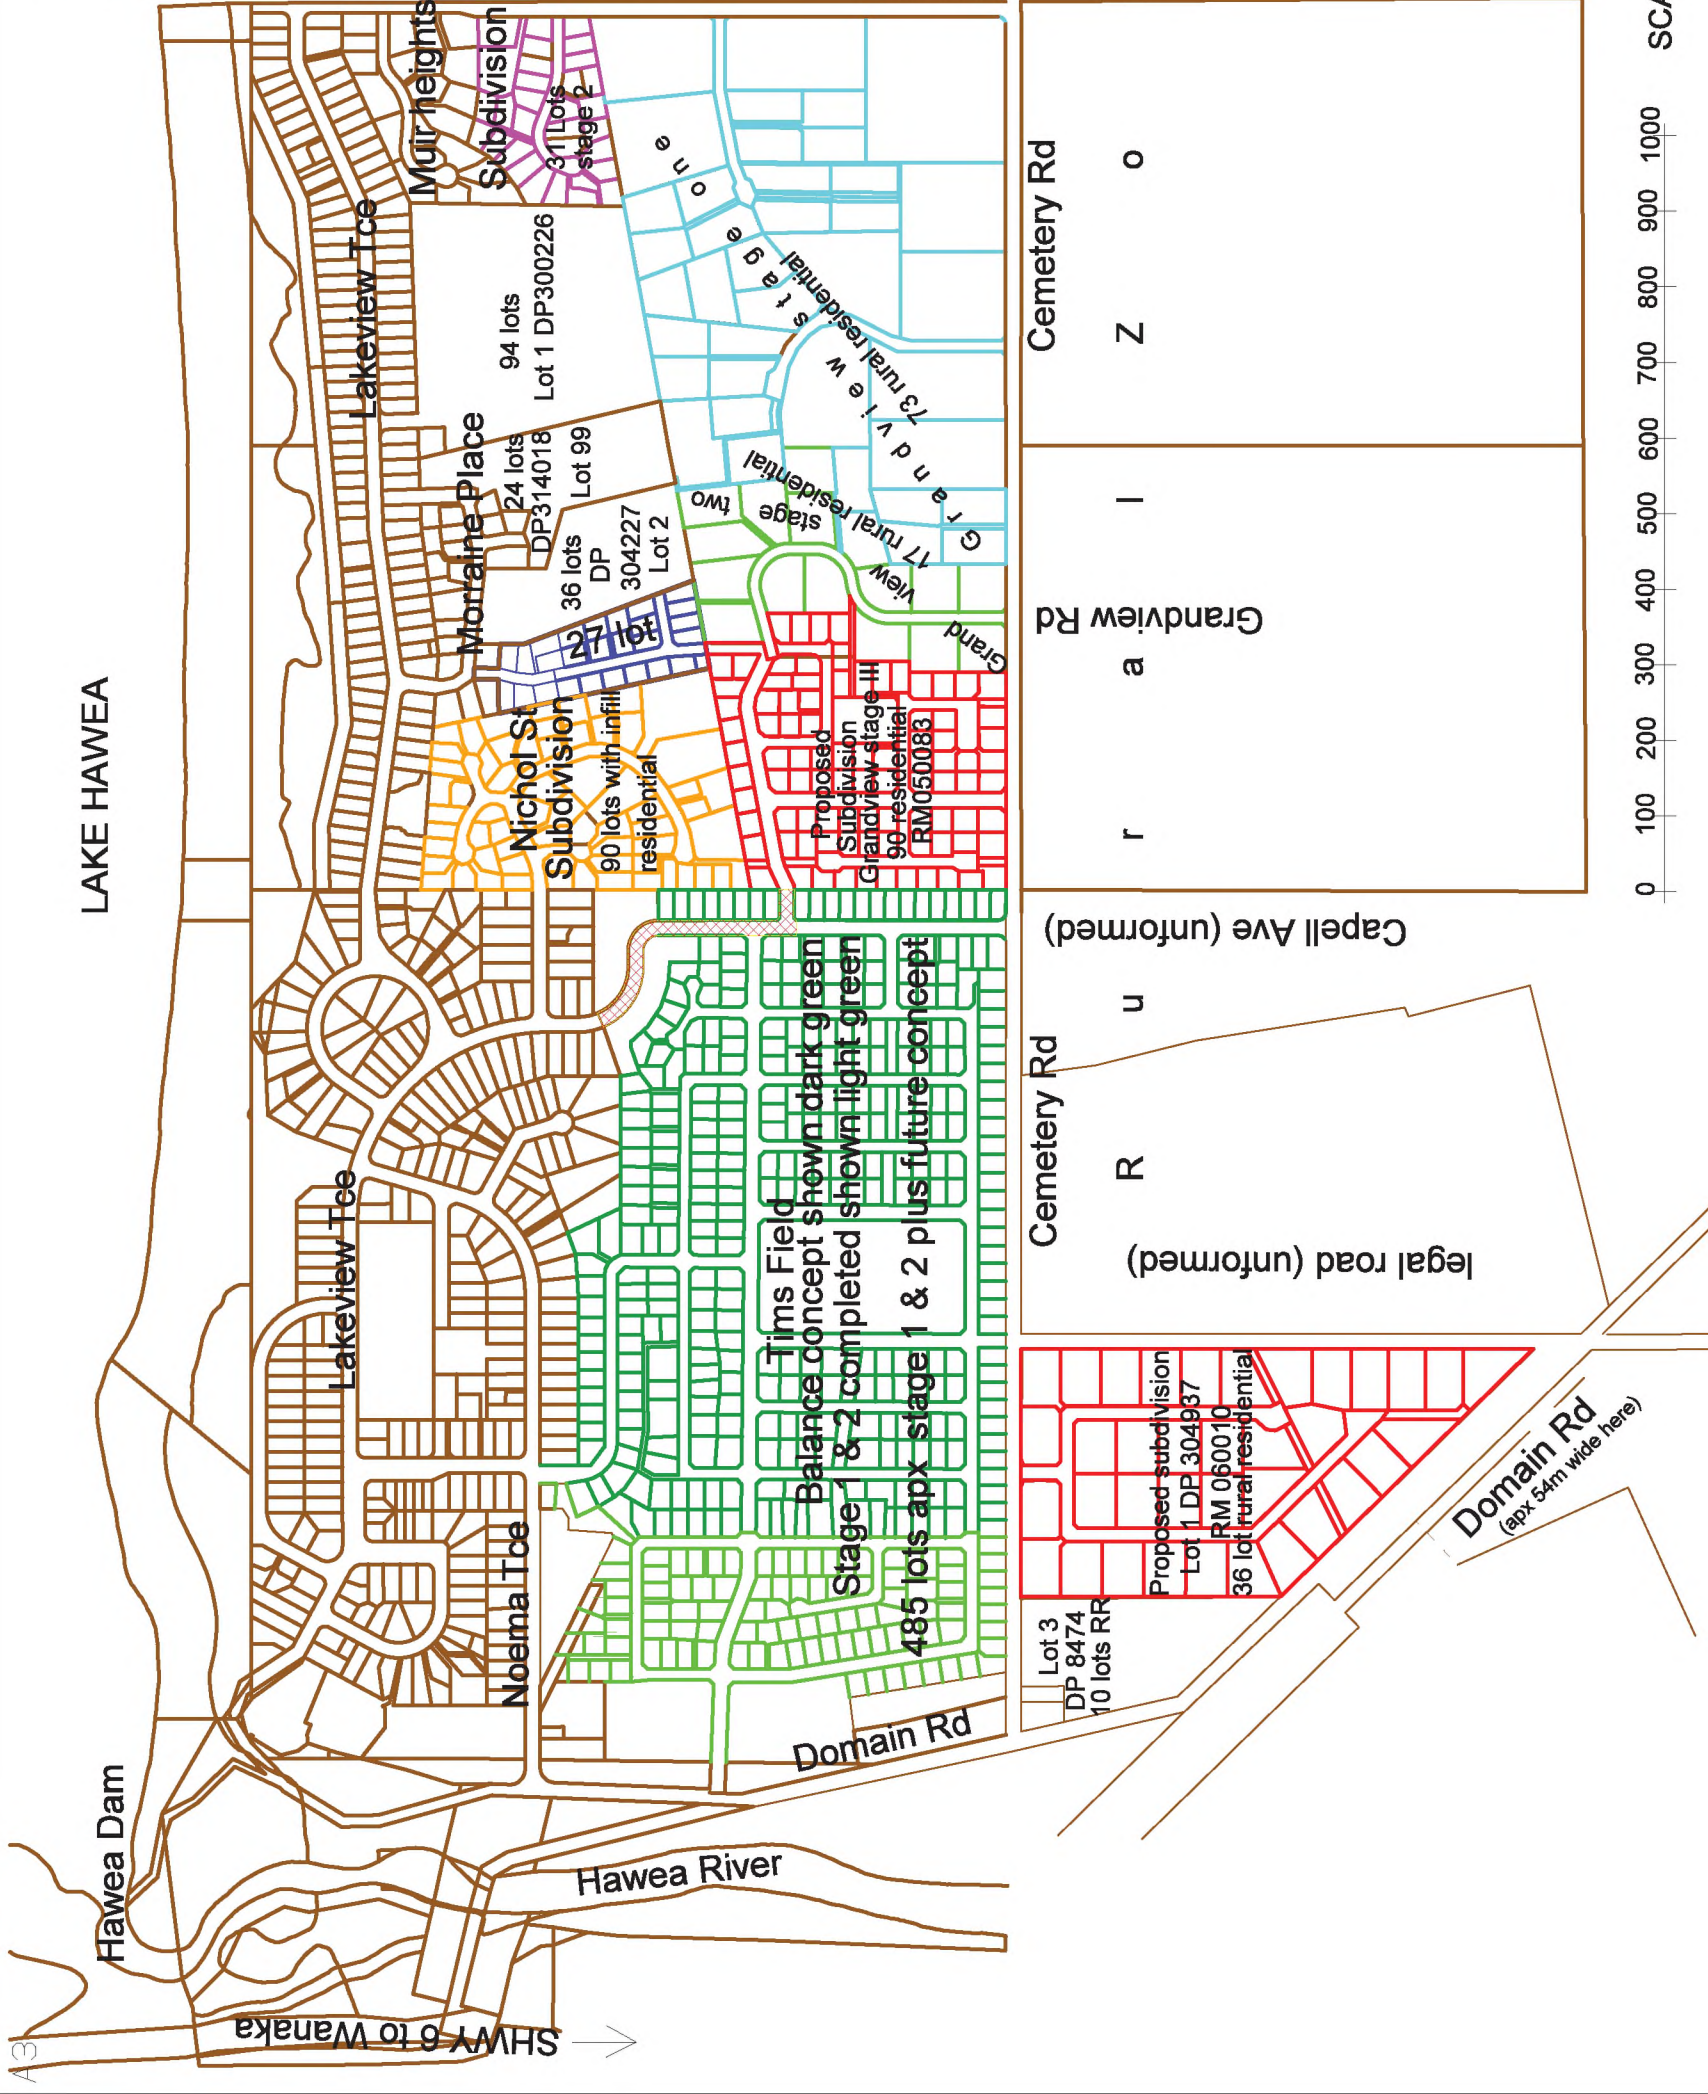 A3
SHWY 6 to Wanaka
Hawea Dam
LAKE HAWEA
Hawea River
Domain Rd
Noema Tce
Lakeview Tce
Lakeview Tce
Muir heights
Subdivision
31 Lots
stage 2
94 lots
Lot 1 DP300226
Morraine Place
24 lots
DP314018
Lot 99
36 lots
DP
304227
Lot 2
27 lot
Nichol St
Subdivision
90 lots with infill
residential
Tims Field
Balance concept shown dark green
Stage 1 & 2 completed shown light green
485 lots apx stage 1 & 2 plus future concept
Proposed
Subdivision
Grandview stage III
90 residential
RM050083
Grand view stage two
17 rural residential
Grandview stage one
73 rural residential
Cemetery Rd
Cemetery Rd
Grandview Rd
Capell Ave (unformed)
legal road (unformed)
Rural Zo
Lot 3
DP 8474
10 lots RR
Proposed subdivision
Lot 1 DP 304937
RM 060010
36 lot rural residential
Domain Rd
(apx 54m wide here)
0 100 200 300 400 500 600 700 800 900 1000
SCA